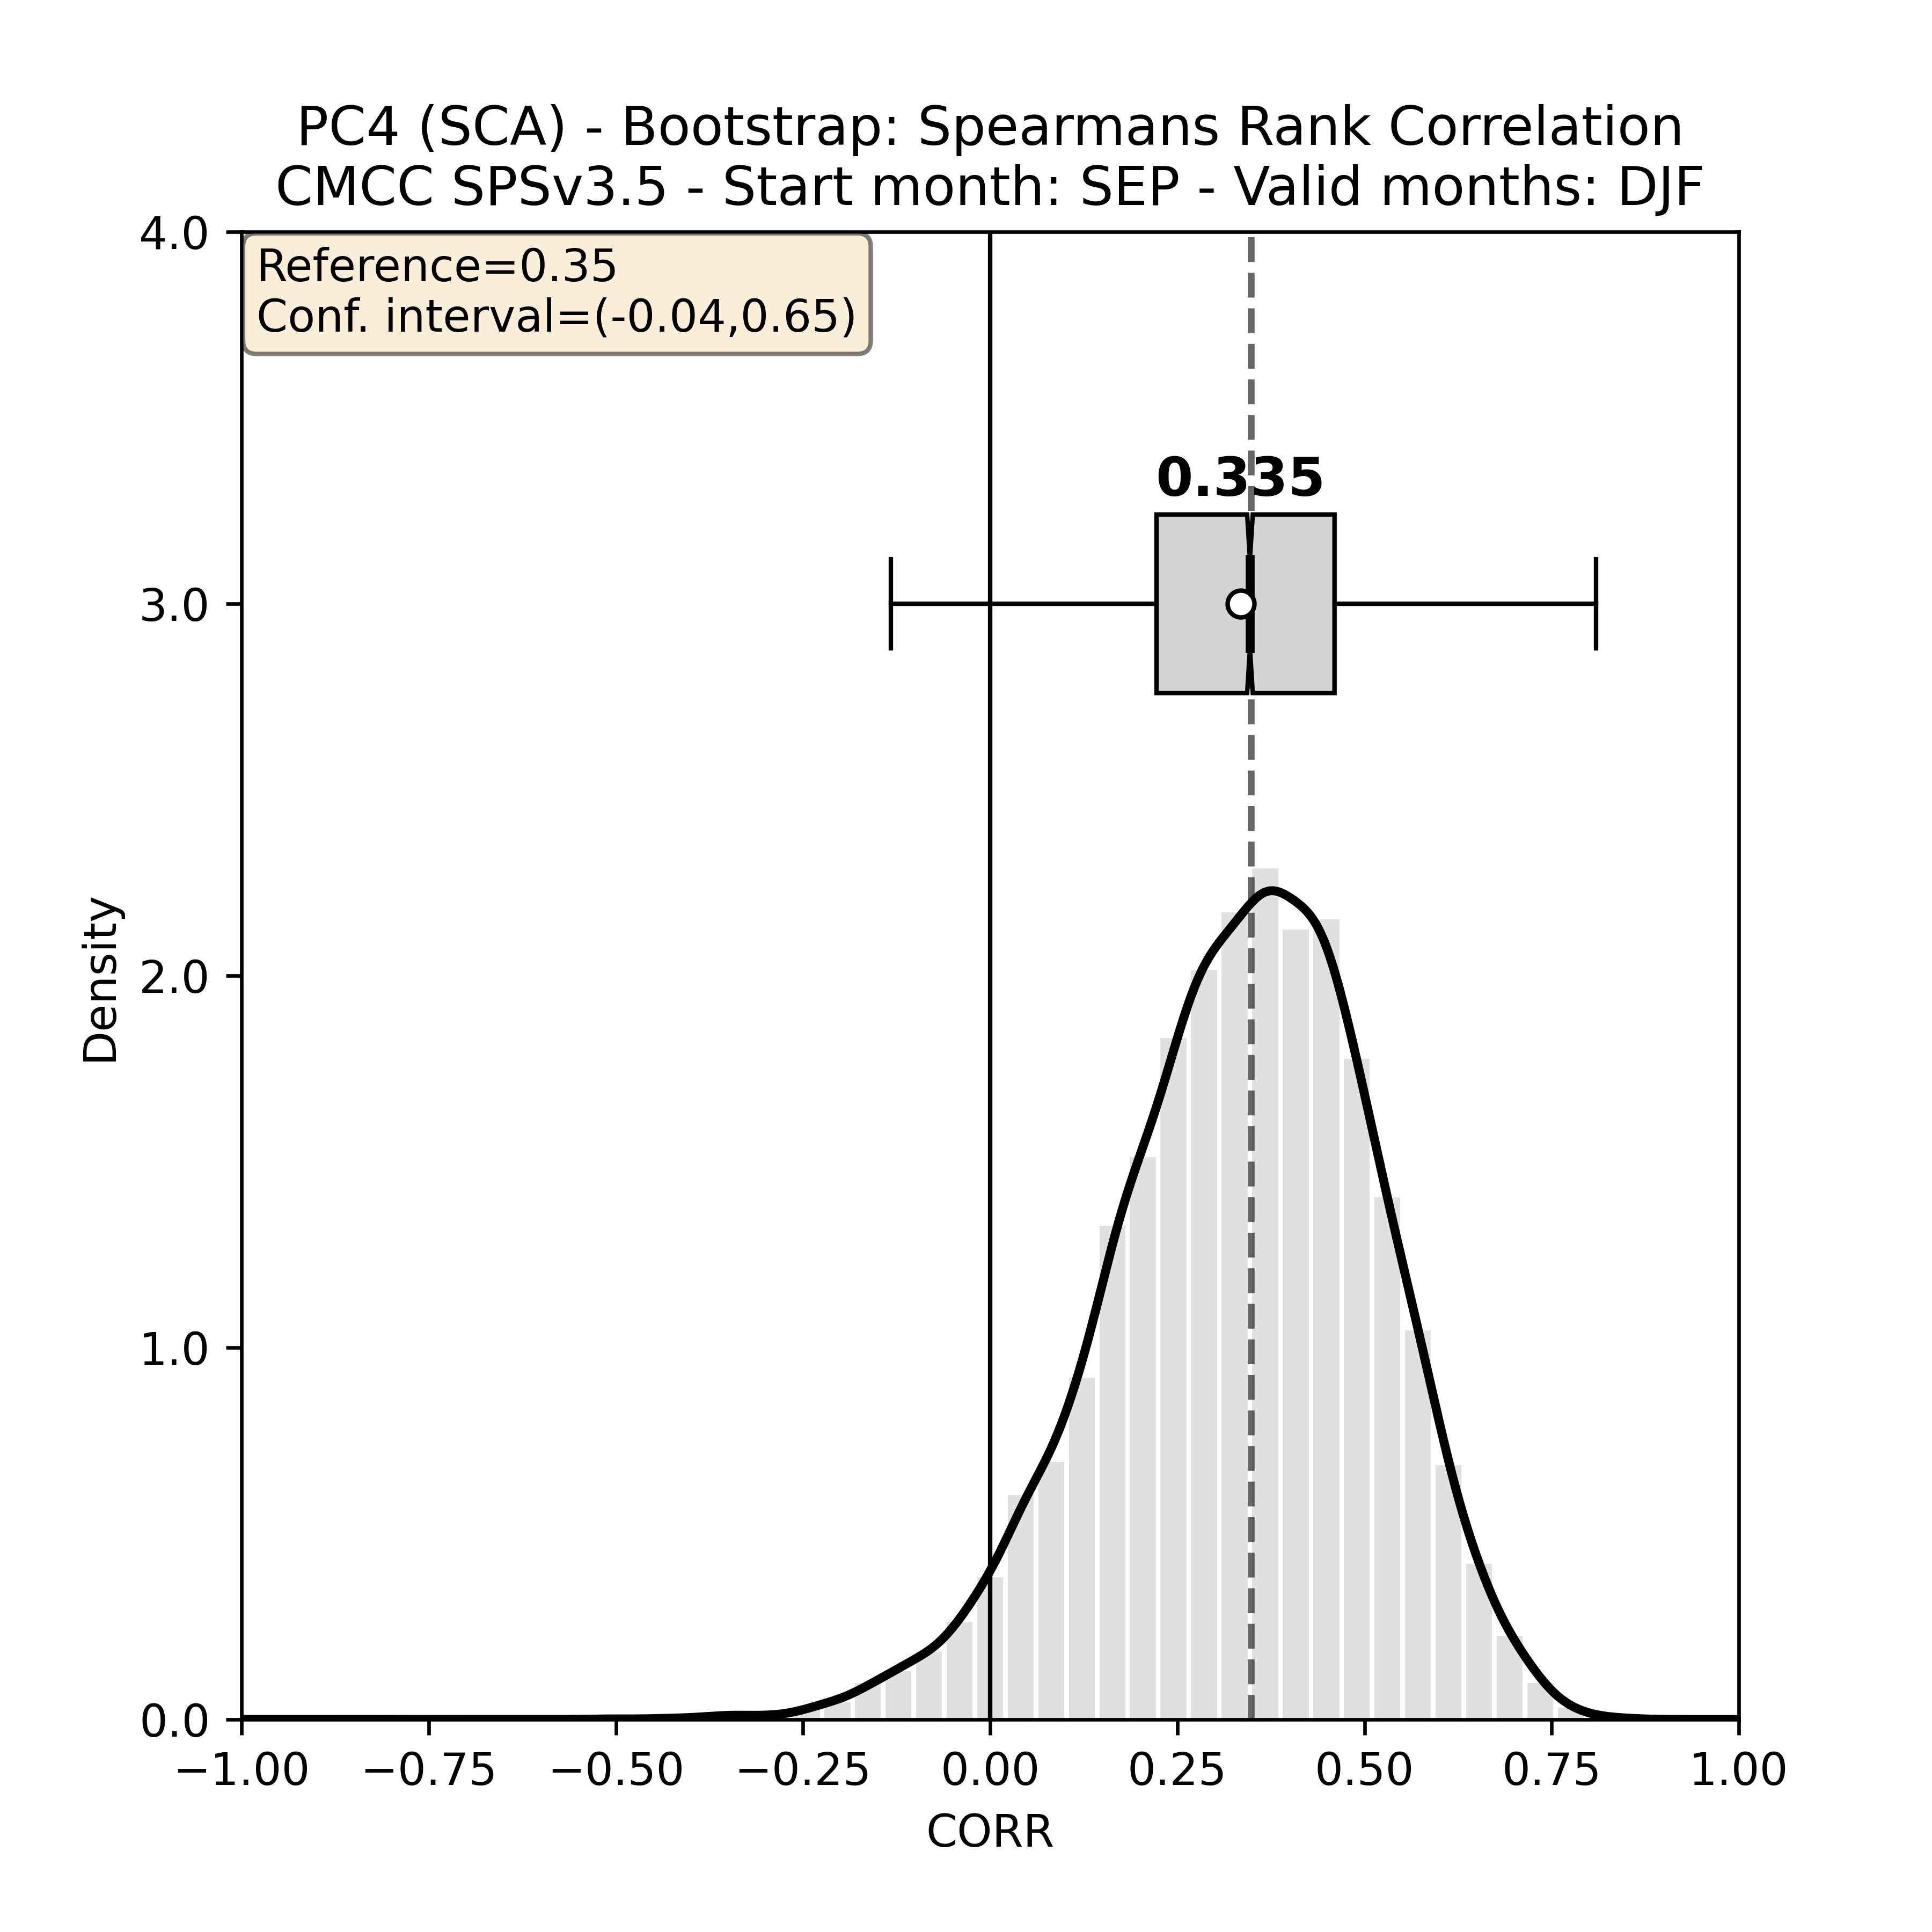 PC4 (SCA) - Bootstrap: Spearmans Rank Correlation
CMCC SPSv3.5 - Start month: SEP - Valid months: DJF
4.0
Reference=0.35
Conf. interval=(-0.04,0.65)
0.335
3.0
Density
2.0
1.0
0.0
−1.00 −0.75 −0.50 −0.25 0.00 0.25 0.50 0.75 1.00
CORR